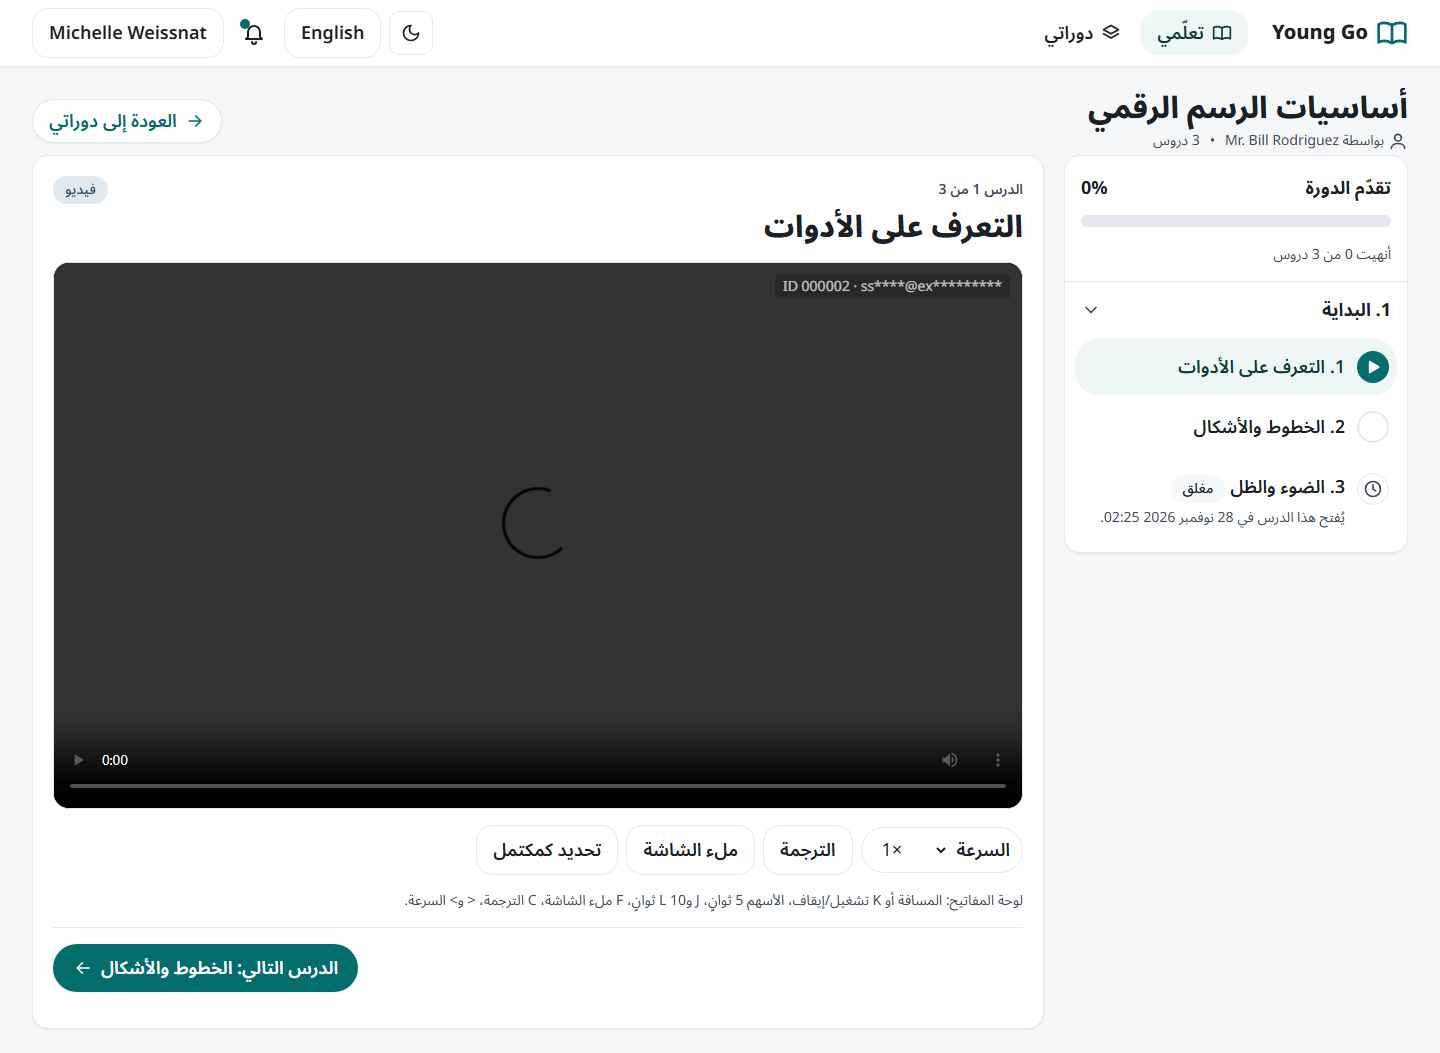 Young Go
تعلّمي
دوراتي
English
Michelle Weissnat
أساسيات الرسم الرقمي
بواسطة Mr. Bill Rodriguez • 3 دروس
العودة إلى دوراتي
تقدّم الدورة
0%
أنهيت 0 من 3 دروس
1. البداية
1. التعرف على الأدوات
2. الخطوط والأشكال
3. الضوء والظل
مغلق
يُفتح هذا الدرس في 28 نوفمبر 2026 02:25.
الدرس 1 من 3
فيديو
التعرف على الأدوات
ID 000002 · ss****@ex*********
0:00
السرعة
1×
الترجمة
ملء الشاشة
تحديد كمكتمل
لوحة المفاتيح: المسافة أو K تشغيل/إيقاف، الأسهم 5 ثوانٍ، J و L 10 ثوانٍ، F ملء الشاشة، C الترجمة، < و> السرعة.
الدرس التالي: الخطوط والأشكال